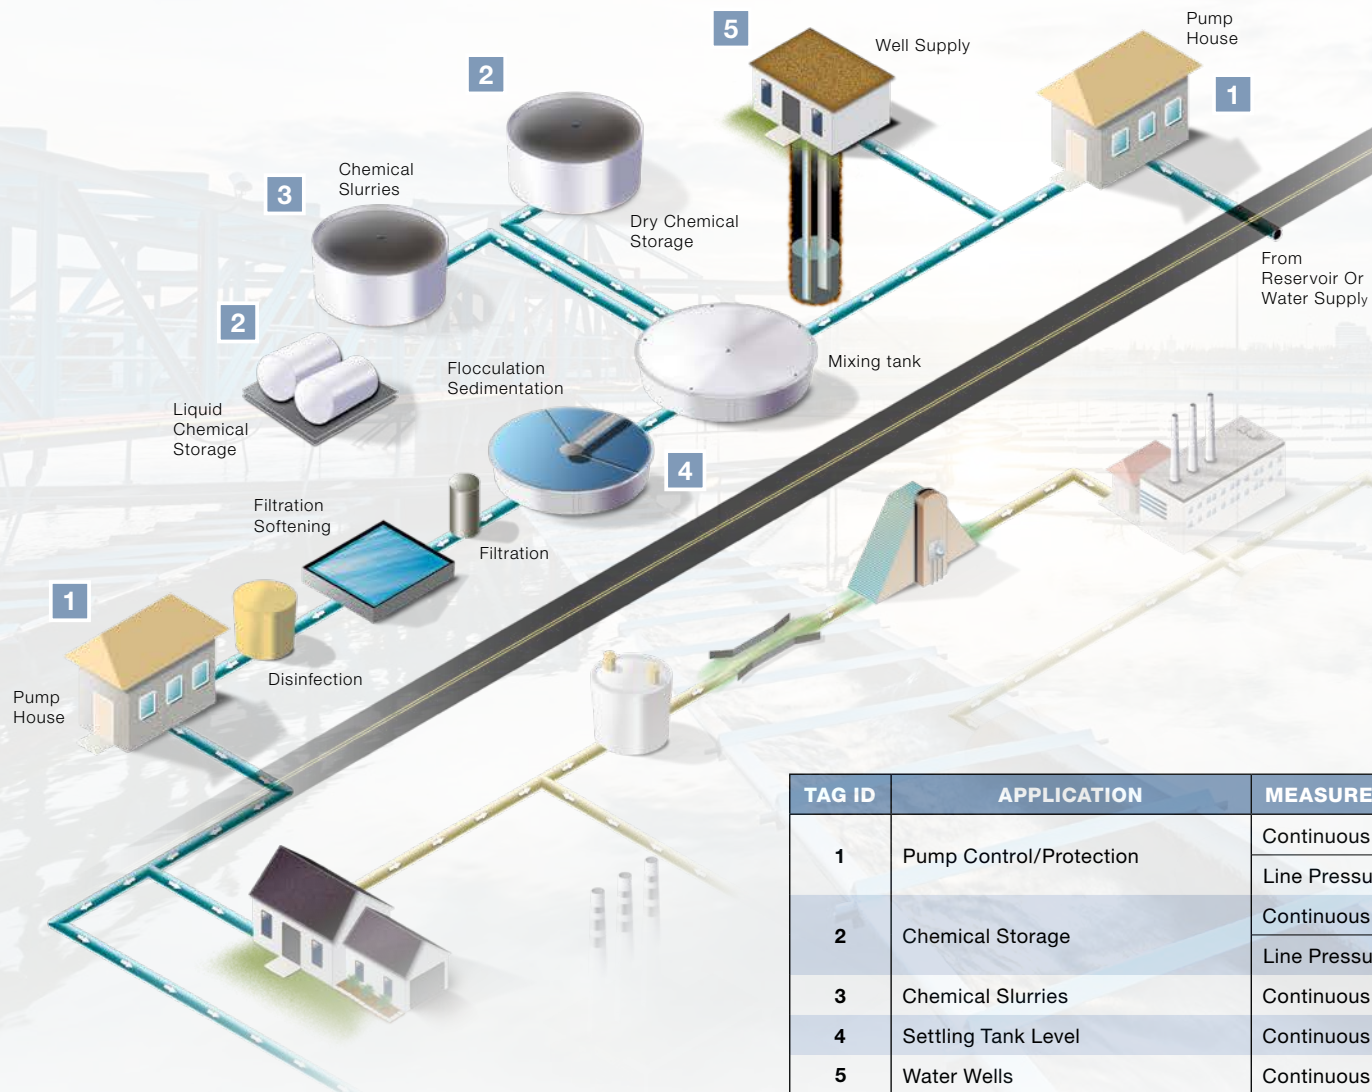 5
Well Supply
Pump
House
1
2
Chemical
Slurries
3
Dry Chemical
Storage
From
Reservoir Or
Water Supply
2
Flocculation
Sedimentation
Mixing tank
Liquid
Chemical
Storage
4
Filtration
Softening
Filtration
1
Disinfection
Pump
House
TAG ID APPLICATION MEASURE
1 Pump Control/Protection Continuous
Line Pressu
2 Chemical Storage Continuous
Line Pressu
3 Chemical Slurries Continuous
4 Settling Tank Level Continuous
5 Water Wells Continuous